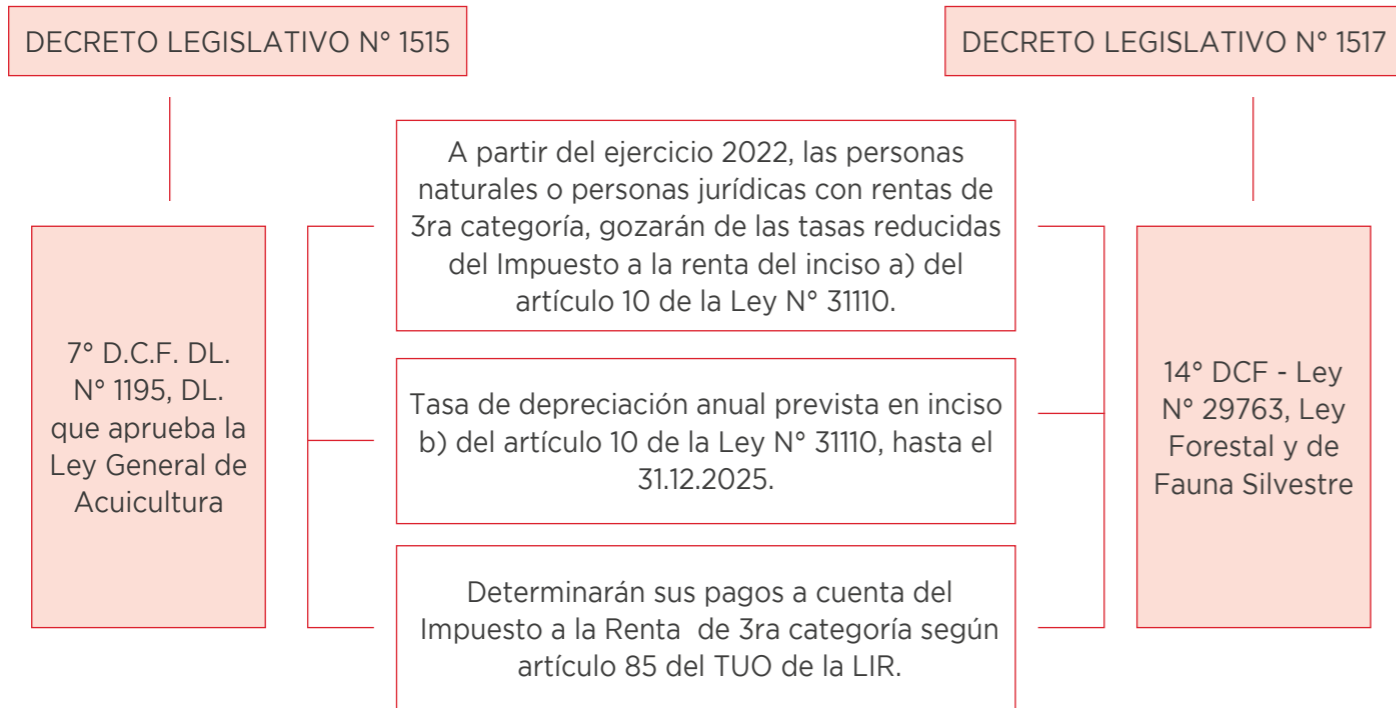 DECRETO LEGISLATIVO N° 1515
DECRETO LEGISLATIVO N° 1517
A partir del ejercicio 2022, las personas
naturales o personas jurídicas con rentas de
3ra categoría, gozarán de las tasas reducidas
del Impuesto a la renta del inciso a) del
artículo 10 de la Ley N° 31110.
7° D.C.F. DL.
N° 1195, DL.
que aprueba la
Ley General de
Acuicultura
Tasa de depreciación anual prevista en inciso
b) del artículo 10 de la Ley N° 31110, hasta el
31.12.2025.
14° DCF - Ley
N° 29763, Ley
Forestal y de
Fauna Silvestre
Determinarán sus pagos a cuenta del
Impuesto a la Renta de 3ra categoría según
artículo 85 del TUO de la LIR.